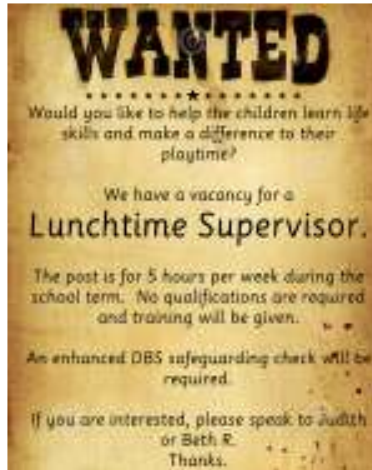 WANTED
Would you like to help the children learn life
skills and make a difference to their
playtime?
We have a vacancy for a
Lunchtime Supervisor.
The post is for 5 hours per week during the
school term. No qualifications are required
and training will be given.
An enhanced DBS safeguarding check will be
required.
If you are interested, please speak to Judith
or Beth R.
Thanks.